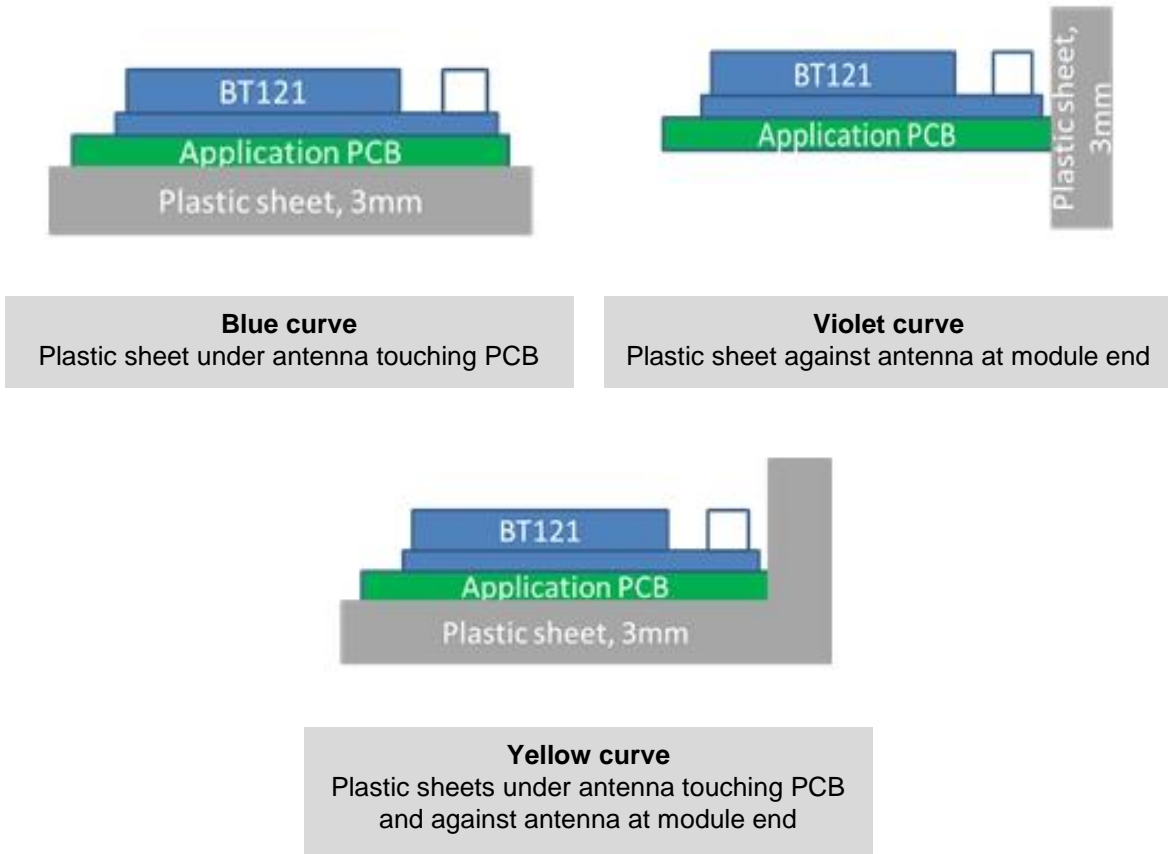 BT121
Application PCB
Plastic sheet, 3mm
BT121
Application PCB
Plastic sheet,
3mm
Blue curve
Plastic sheet under antenna touching PCB
Violet curve
Plastic sheet against antenna at module end
BT121
Application PCB
Plastic sheet, 3mm
Yellow curve
Plastic sheets under antenna touching PCB
and against antenna at module end